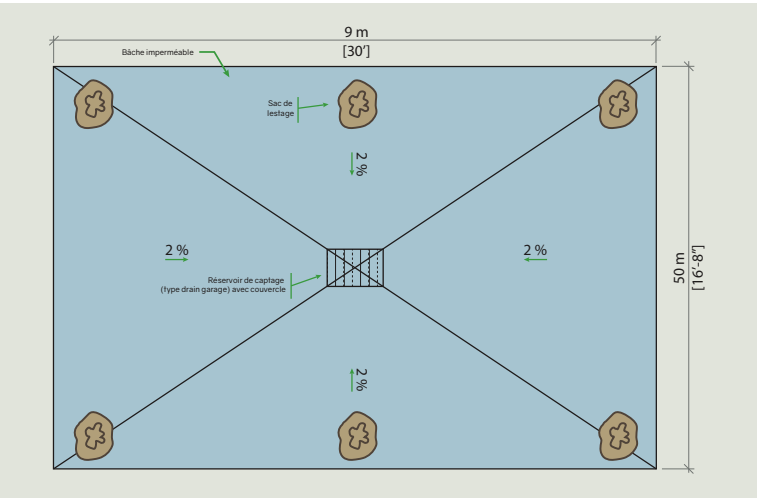 9 m
[30']
Bâche imperméable
Sac de
lestage
2 %
2 %
2 %
Réservoir de captage
(type drain garage) avec couvercle
2 %
50 m
[16'-8"]